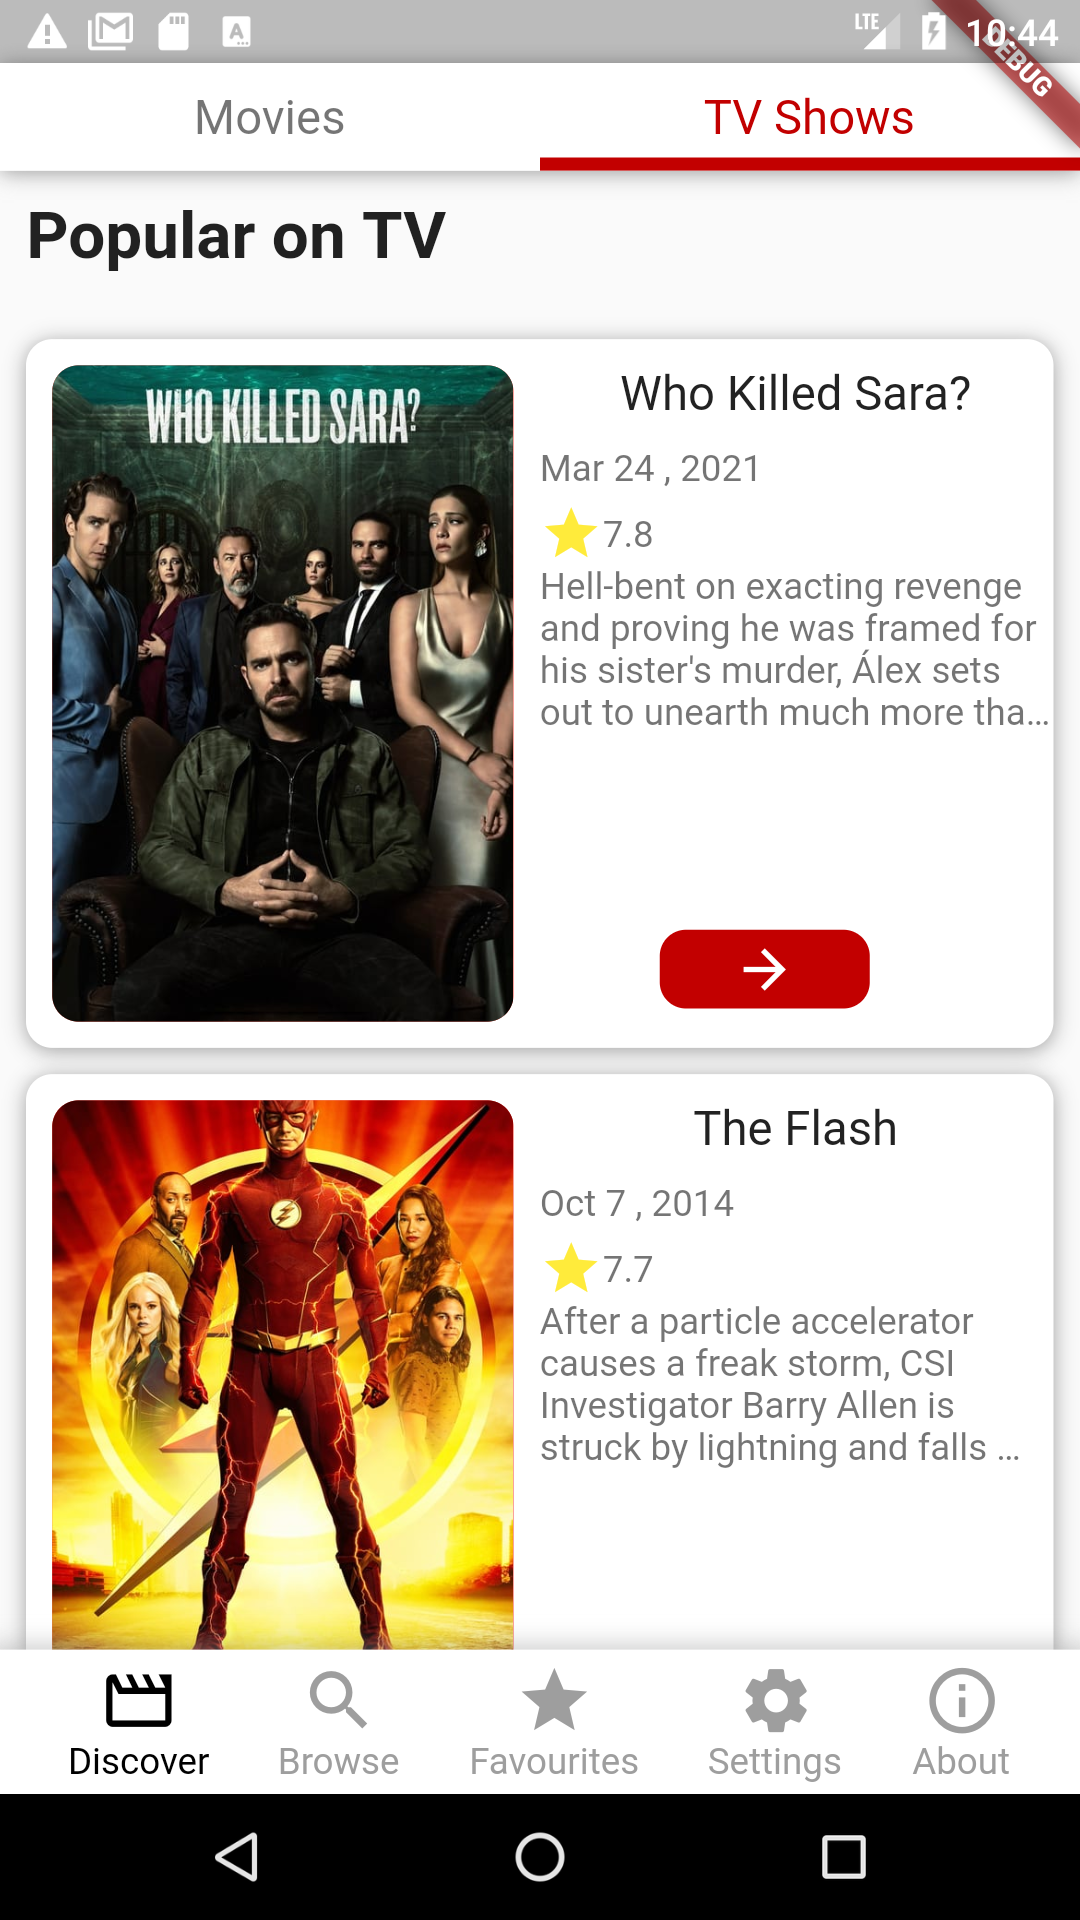 LTE 10:44
DEBUG
Movies TV Shows
Popular on TV
WHO KILLED SARA?
Who Killed Sara?
Mar 24 , 2021
7.8
Hell-bent on exacting revenge
and proving he was framed for
his sister's murder, Álex sets
out to unearth much more tha...
The Flash
Oct 7 , 2014
7.7
After a particle accelerator
causes a freak storm, CSI
Investigator Barry Allen is
struck by lightning and falls ...
Discover Browse Favourites Settings About